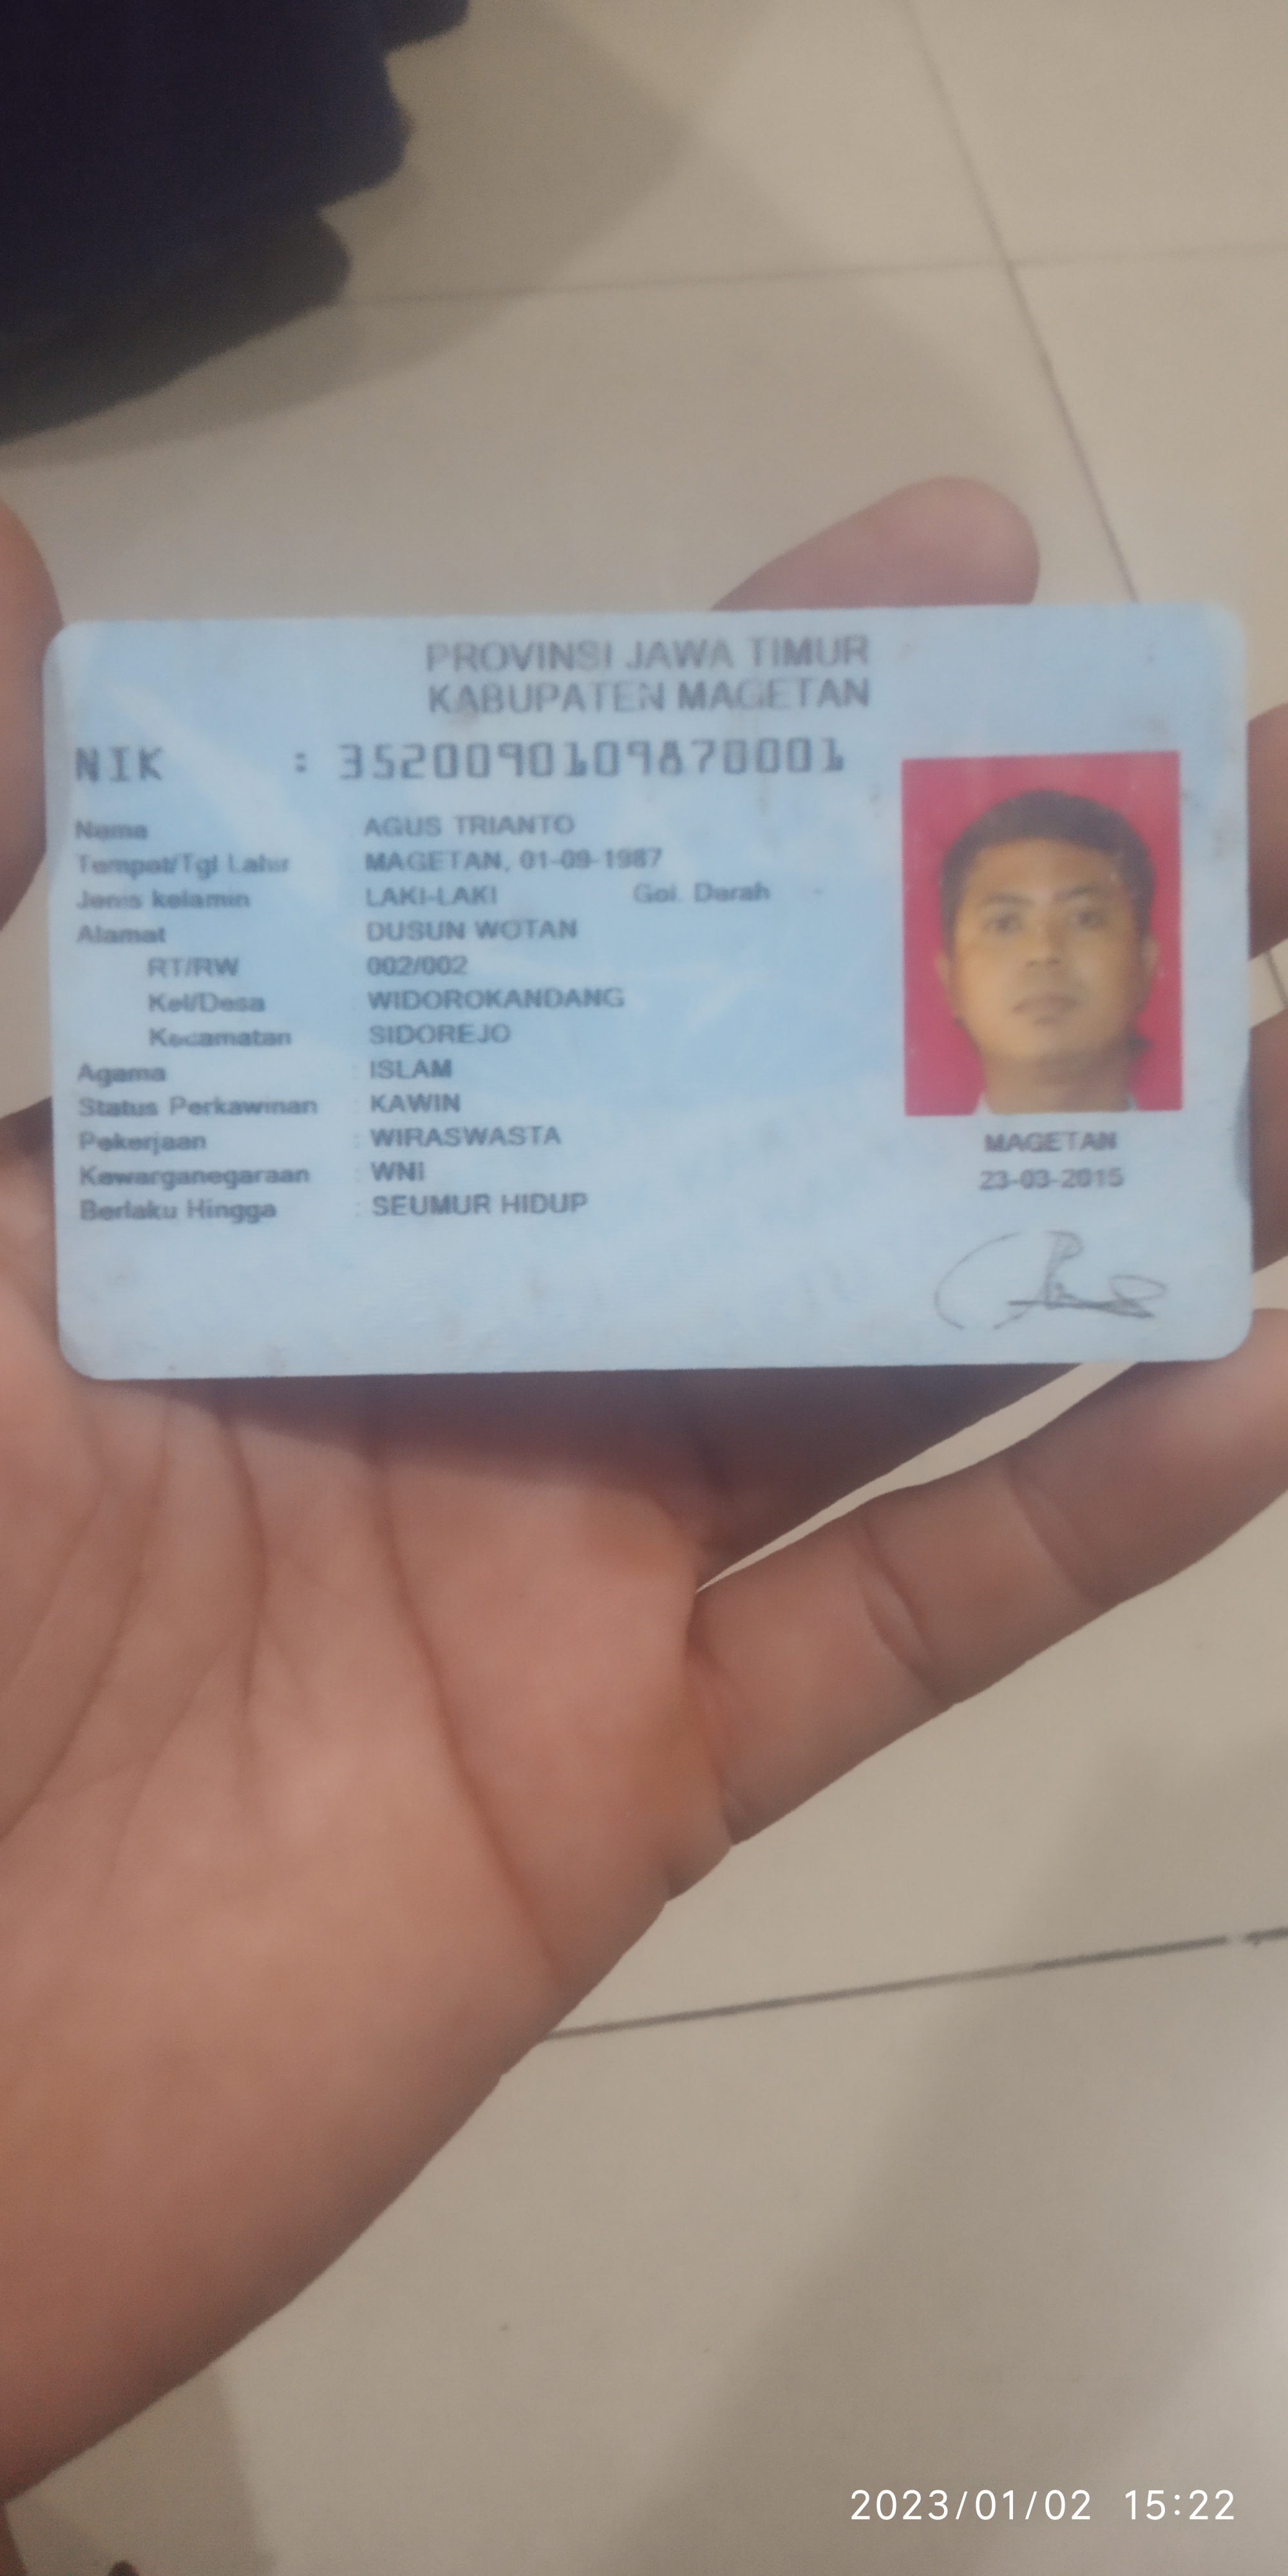 PROVINSI JAWA TIMUR
KABUPATEN MAGETAN
NIK : 3520090109870001
Nama AGUS TRIANTO
Tempat/Tgl Lahir MAGETAN, 01-09-1987
Jenis kelamin LAKI-LAKI Gol. Darah -
Alamat DUSUN WOTAN
RT/RW 002/002
Kel/Desa : WIDOROKANDANG
Kecamatan : SIDOREJO
Agama : ISLAM
Status Perkawinan : KAWIN
Pekerjaan : WIRASWASTA
Kewarganegaraan : WNI
Berlaku Hingga : SEUMUR HIDUP
MAGETAN
23-03-2015
2023/01/02 15:22